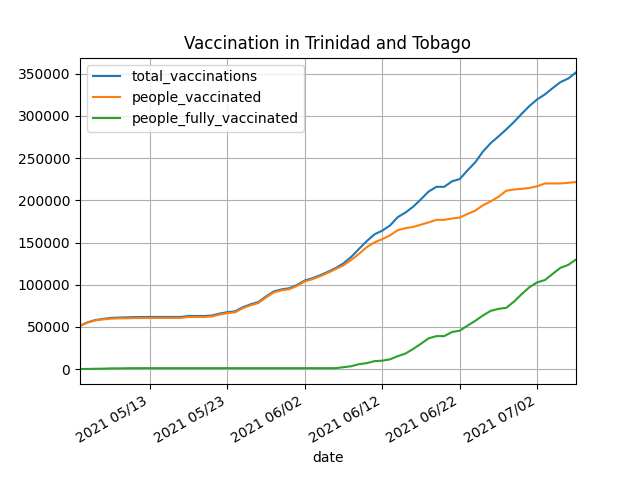 Vaccination in Trinidad and Tobago
total_vaccinations
people_vaccinated
people_fully_vaccinated
350000
300000
250000
200000
150000
100000
50000
0
2021 05/13
2021 05/23
2021 06/02
2021 06/12
2021 06/22
2021 07/02
date